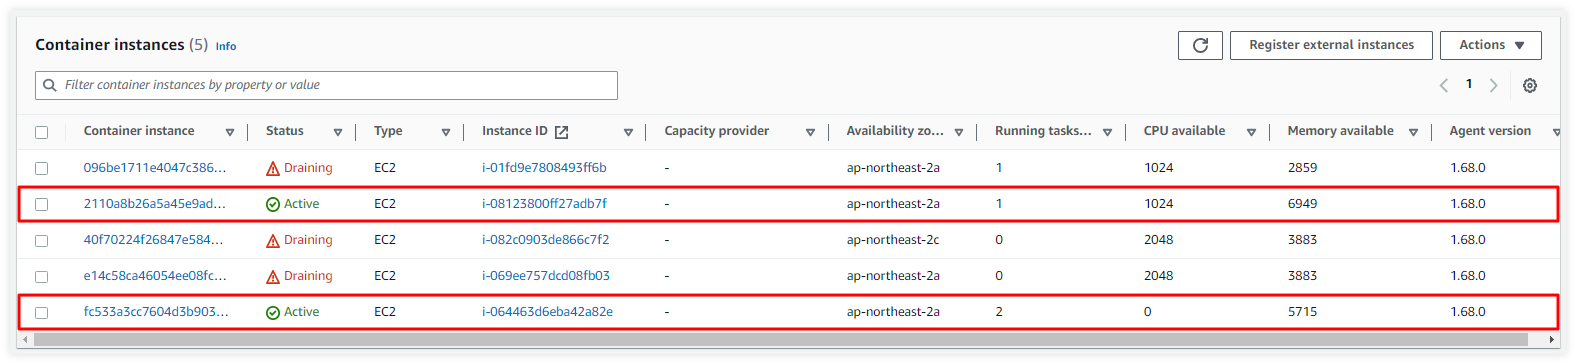 Container instances (5) Info
Register external instances
Actions
Filter container instances by property or value
1
Container instance Status Type Instance ID Capacity provider Availability zo... Running tasks... CPU available Memory available Agent version
096be1711e4047c386... Draining EC2 i-01fd9e7808493ff6b - ap-northeast-2a 1 1024 2859 1.68.0
2110a8b26a5a45e9ad... Active EC2 i-08123800ff27adb7f - ap-northeast-2a 1 1024 6949 1.68.0
40f70224f26847e584... Draining EC2 i-082c0903de866c7f2 - ap-northeast-2c 0 2048 3883 1.68.0
e14c58ca46054ee08fc... Draining EC2 i-069ee757dcd08fb03 - ap-northeast-2a 0 2048 3883 1.68.0
fc533a3cc7604d3b903... Active EC2 i-064463d6eba42a82e - ap-northeast-2a 2 0 5715 1.68.0